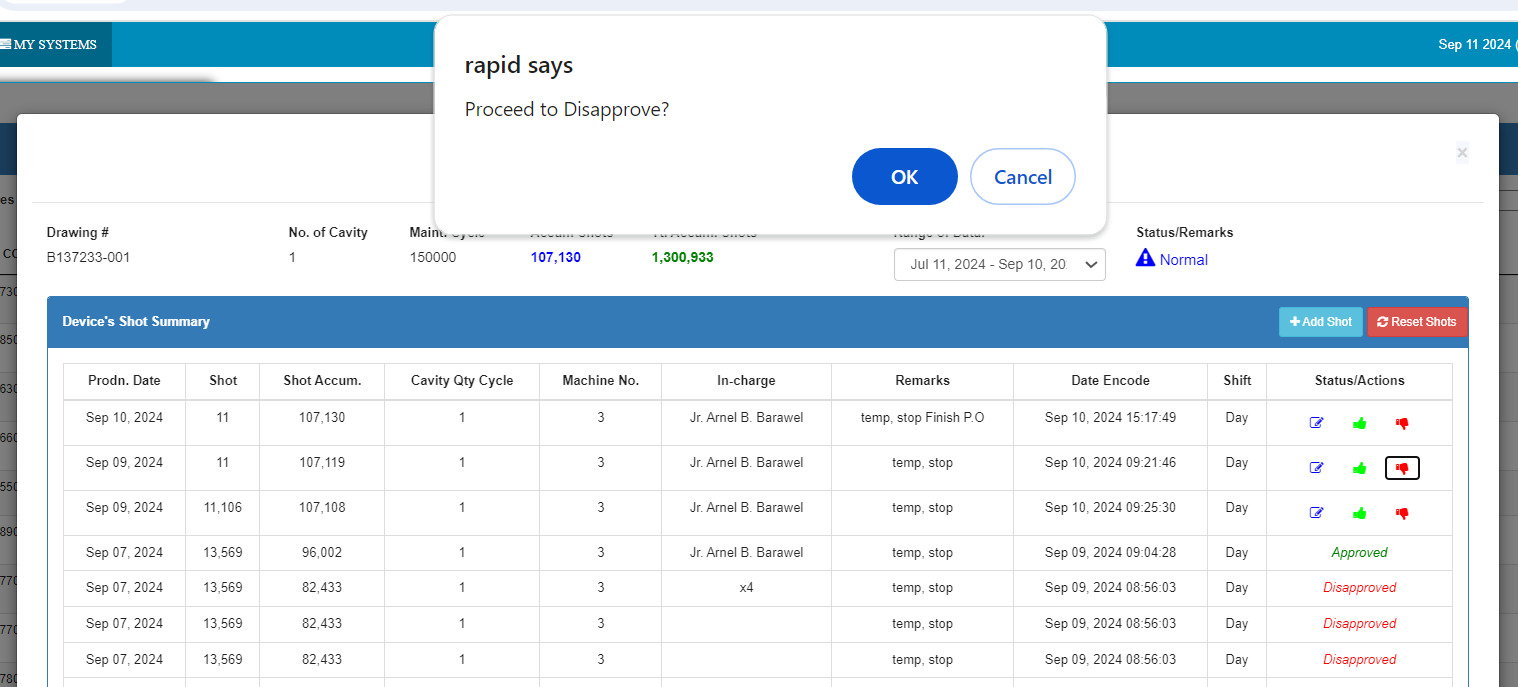 MY SYSTEMS
Sep 11 2024 (
rapid says
Proceed to Disapprove?
OK Cancel
×
es
CC
Drawing # No. of Cavity Maint. Cycle Accum Shots Range of Data: Status/Remarks
B137233-001 1 150000 107,130 1,300,933 Jul 11, 2024 - Sep 10, 20 Normal
Device's Shot Summary Add Shot Reset Shots
Prodn. Date Shot Shot Accum. Cavity Qty Cycle Machine No. In-charge Remarks Date Encode Shift Status/Actions
Sep 10, 2024 11 107,130 1 3 Jr. Arnel B. Barawel temp, stop Finish P.O Sep 10, 2024 15:17:49 Day
Sep 09, 2024 11 107,119 1 3 Jr. Arnel B. Barawel temp, stop Sep 10, 2024 09:21:46 Day
Sep 09, 2024 11,106 107,108 1 3 Jr. Arnel B. Barawel temp, stop Sep 10, 2024 09:25:30 Day
Sep 07, 2024 13,569 96,002 1 3 Jr. Arnel B. Barawel temp, stop Sep 09, 2024 09:04:28 Day Approved
Sep 07, 2024 13,569 82,433 1 3 x4 temp, stop Sep 09, 2024 08:56:03 Day Disapproved
Sep 07, 2024 13,569 82,433 1 3 temp, stop Sep 09, 2024 08:56:03 Day Disapproved
Sep 07, 2024 13,569 82,433 1 3 temp, stop Sep 09, 2024 08:56:03 Day Disapproved